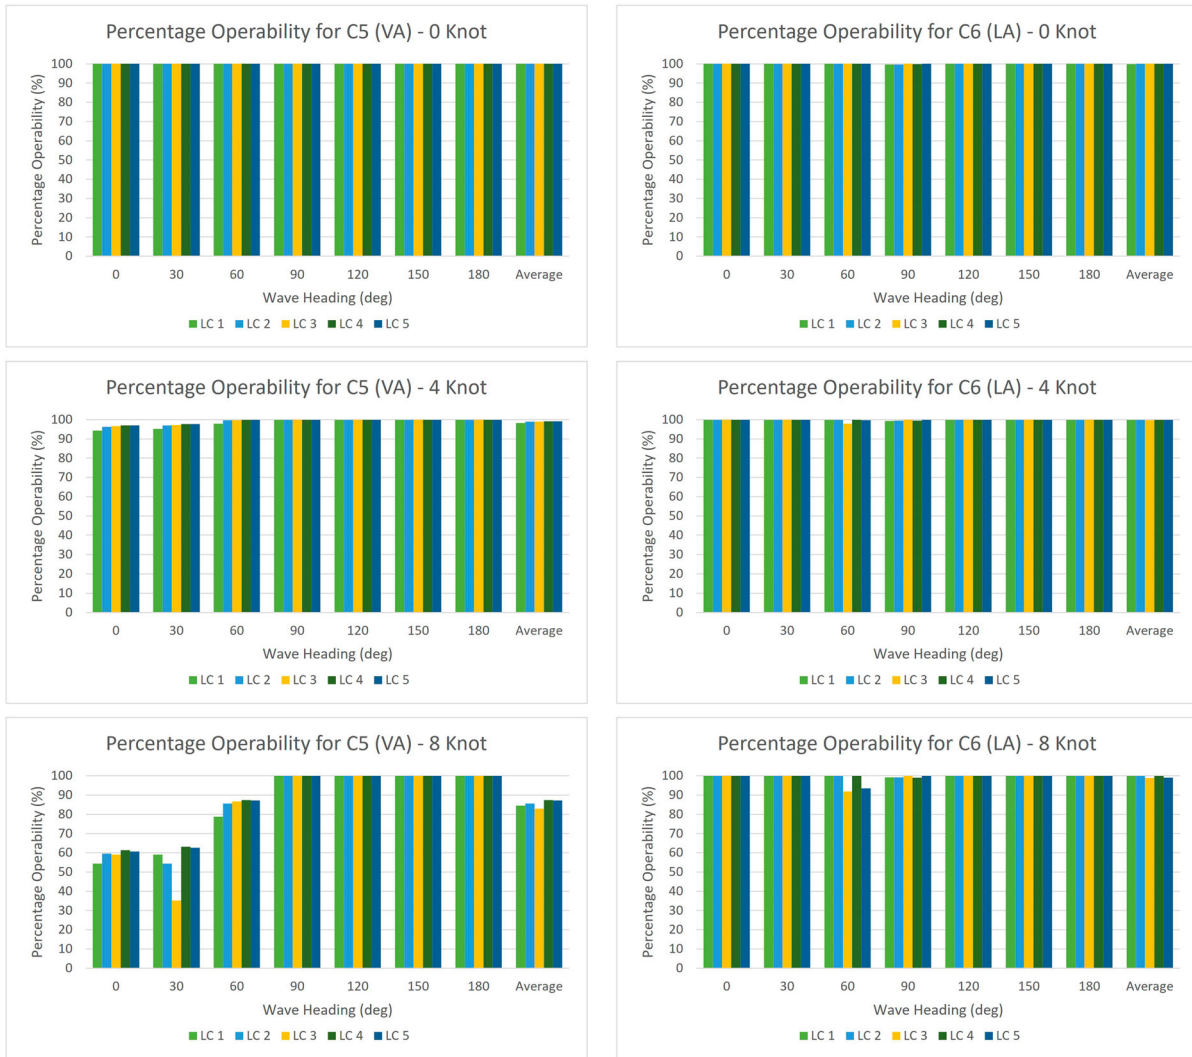 Percentage Operability for C5 (VA) - 0 Knot
Percentage Operability (%)
100
90
80
70
60
50
40
30
20
10
0
0 30 60 90 120 150 180 Average
Wave Heading (deg)
LC 1 LC 2 LC 3 LC 4 LC 5
Percentage Operability for C6 (LA) - 0 Knot
Percentage Operability (%)
100
90
80
70
60
50
40
30
20
10
0
0 30 60 90 120 150 180 Average
Wave Heading (deg)
LC 1 LC 2 LC 3 LC 4 LC 5
Percentage Operability for C5 (VA) - 4 Knot
Percentage Operability (%)
100
90
80
70
60
50
40
30
20
10
0
0 30 60 90 120 150 180 Average
Wave Heading (deg)
LC 1 LC 2 LC 3 LC 4 LC 5
Percentage Operability for C6 (LA) - 4 Knot
Percentage Operability (%)
100
90
80
70
60
50
40
30
20
10
0
0 30 60 90 120 150 180 Average
Wave Heading (deg)
LC 1 LC 2 LC 3 LC 4 LC 5
Percentage Operability for C5 (VA) - 8 Knot
Percentage Operability (%)
100
90
80
70
60
50
40
30
20
10
0
0 30 60 90 120 150 180 Average
Wave Heading (deg)
LC 1 LC 2 LC 3 LC 4 LC 5
Percentage Operability for C6 (LA) - 8 Knot
Percentage Operability (%)
100
90
80
70
60
50
40
30
20
10
0
0 30 60 90 120 150 180 Average
Wave Heading (deg)
LC 1 LC 2 LC 3 LC 4 LC 5